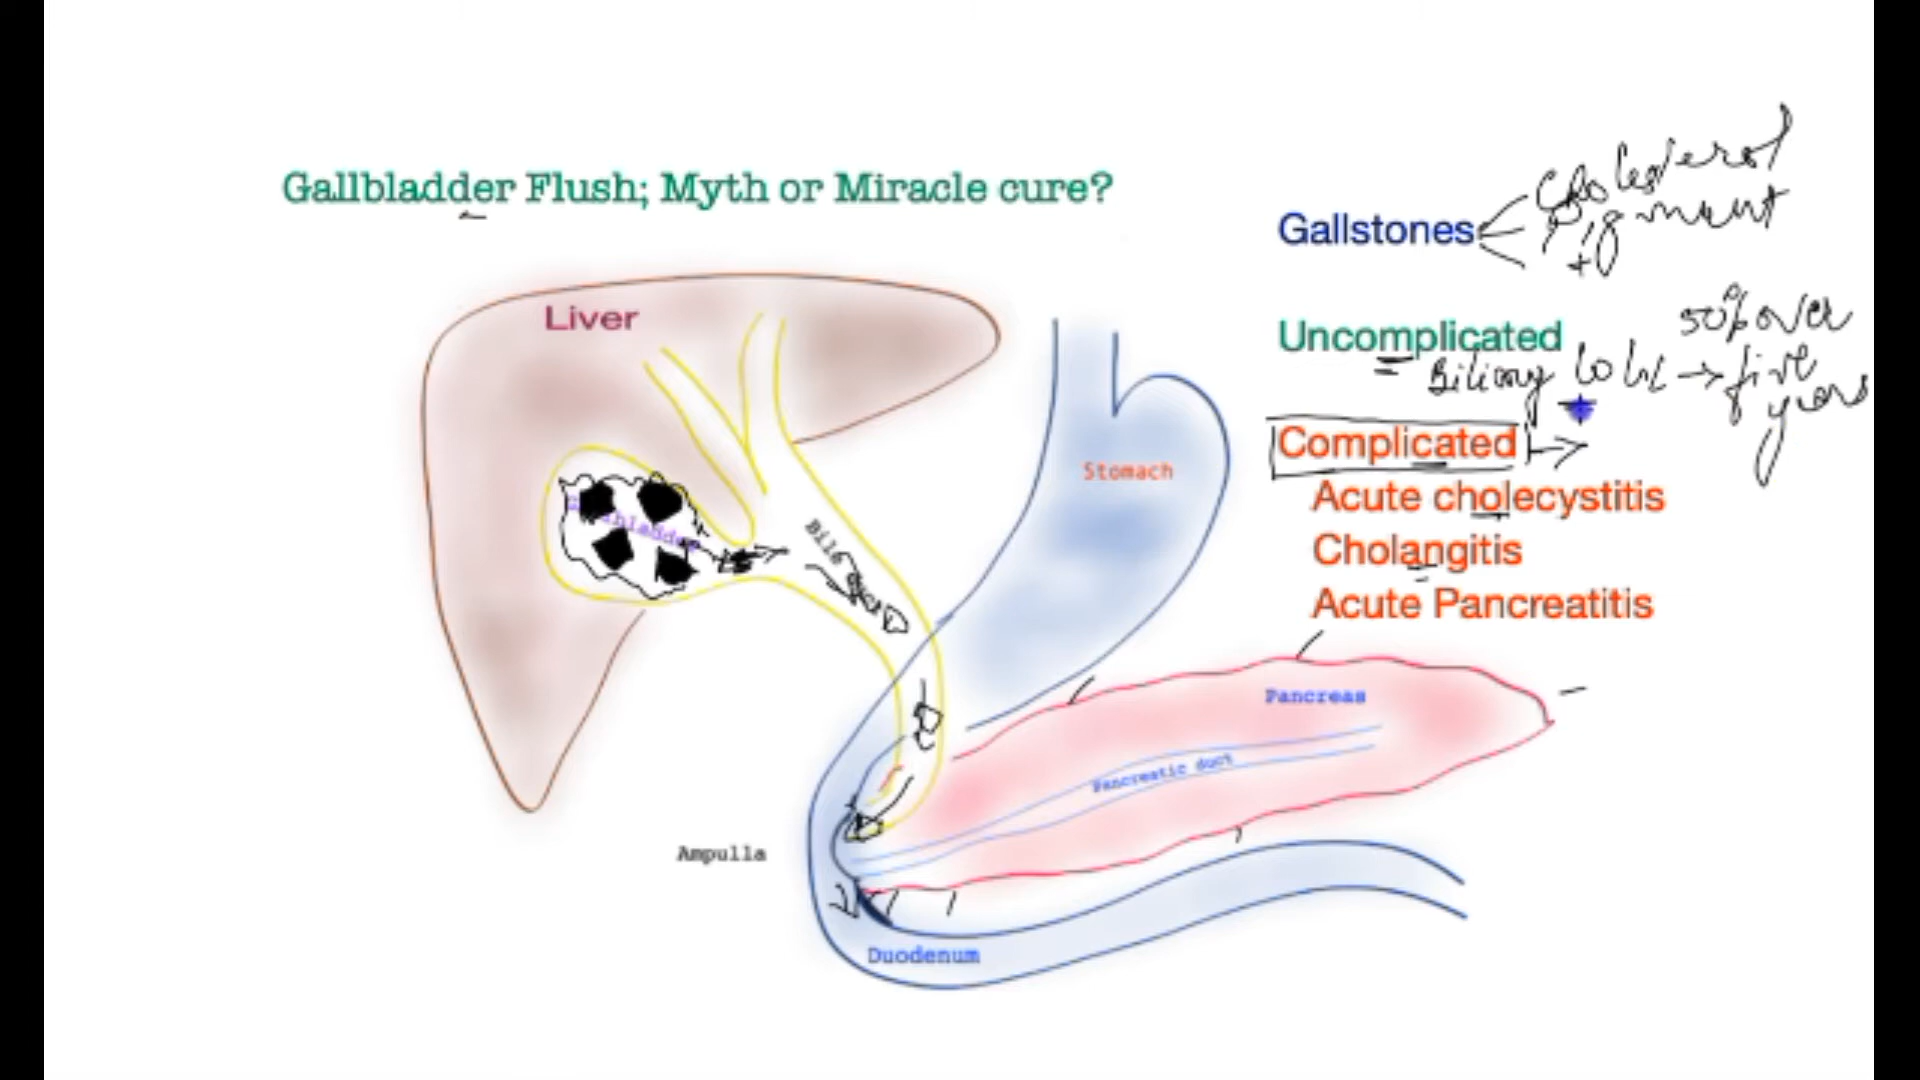 Gallbladder Flush; Myth or Miracle cure?
Cholesterol
Gallstones
Pigment
+
50% over
Uncomplicated
Biliary Colic → five
years
Complicated →
Acute cholecystitis
Cholangitis
Acute Pancreatitis
Liver
Stomach
Gallbladder
Bile
Pancreas
Pancreatic duct
Ampulla
Duodenum